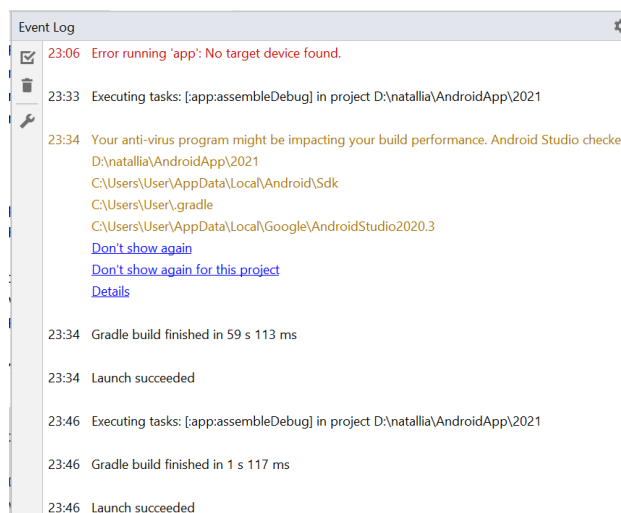 Event Log
23:06 Error running 'app': No target device found.
23:33 Executing tasks: [:app:assembleDebug] in project D:\natallia\AndroidApp\2021
23:34 Your anti-virus program might be impacting your build performance. Android Studio checke
D:\natallia\AndroidApp\2021
C:\Users\User\AppData\Local\Android\Sdk
C:\Users\User\.gradle
C:\Users\User\AppData\Local\Google\AndroidStudio2020.3
Don't show again
Don't show again for this project
Details
23:34 Gradle build finished in 59 s 113 ms
23:34 Launch succeeded
23:46 Executing tasks: [:app:assembleDebug] in project D:\natallia\AndroidApp\2021
23:46 Gradle build finished in 1 s 117 ms
23:46 Launch succeeded